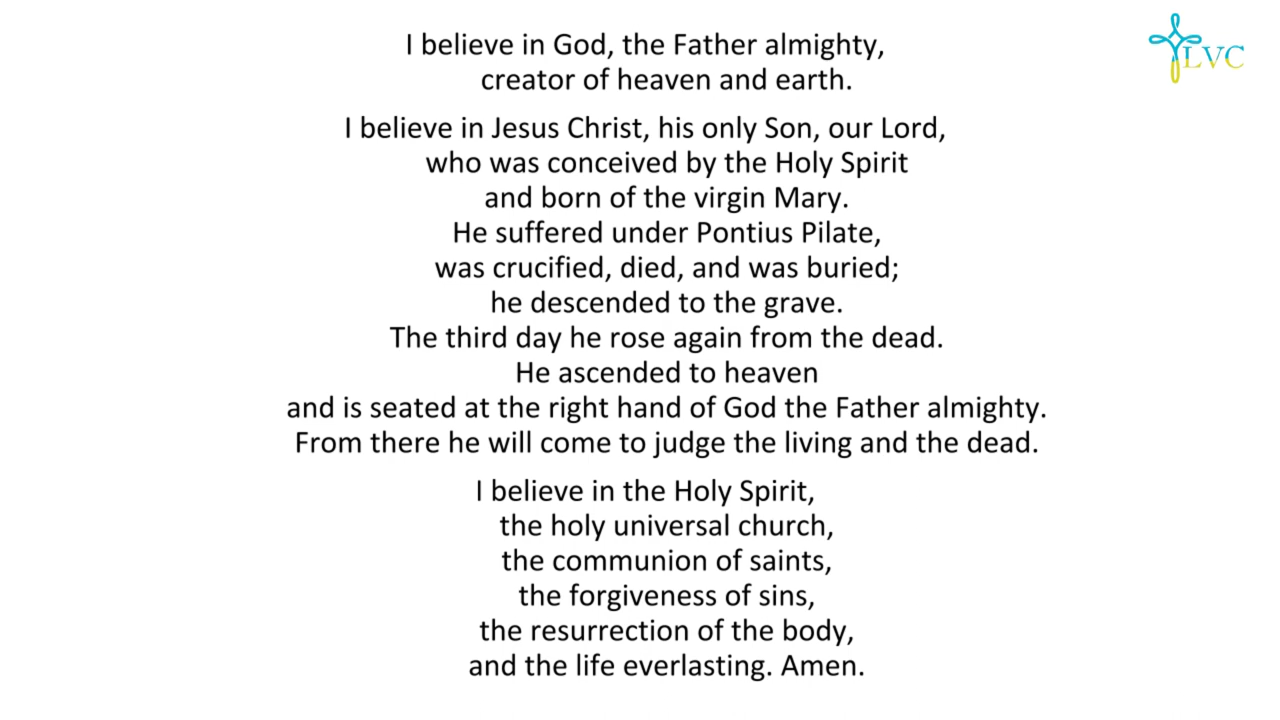 I believe in God, the Father almighty,
creator of heaven and earth.
I believe in Jesus Christ, his only Son, our Lord,
who was conceived by the Holy Spirit
and born of the virgin Mary.
He suffered under Pontius Pilate,
was crucified, died, and was buried;
he descended to the grave.
The third day he rose again from the dead.
He ascended to heaven
and is seated at the right hand of God the Father almighty.
From there he will come to judge the living and the dead.
I believe in the Holy Spirit,
the holy universal church,
the communion of saints,
the forgiveness of sins,
the resurrection of the body,
and the life everlasting. Amen.
LVC